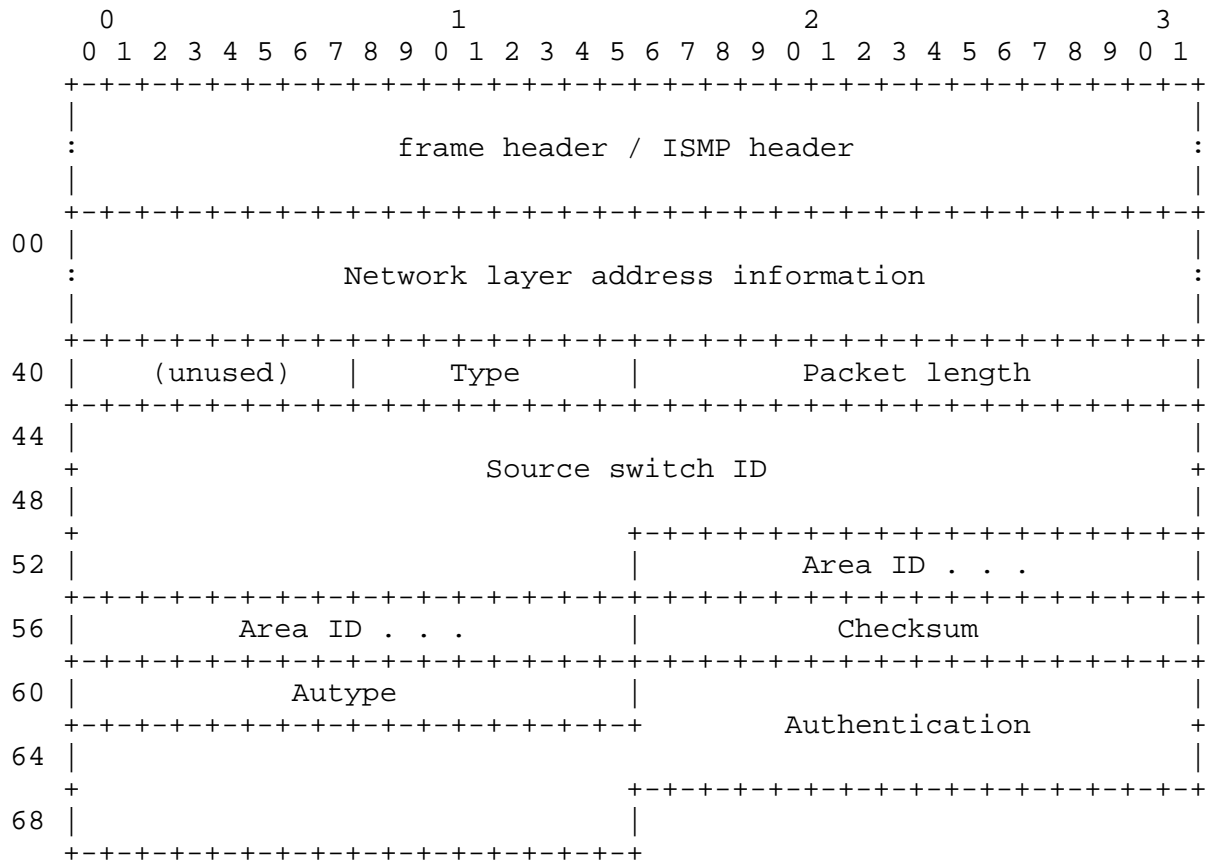 0                   1                   2                   3
0 1 2 3 4 5 6 7 8 9 0 1 2 3 4 5 6 7 8 9 0 1 2 3 4 5 6 7 8 9 0 1
+-+-+-+-+-+-+-+-+-+-+-+-+-+-+-+-+-+-+-+-+-+-+-+-+-+-+-+-+-+-+-+-+
|                                                               |
:                  frame header / ISMP header                   :
|                                                               |
+-+-+-+-+-+-+-+-+-+-+-+-+-+-+-+-+-+-+-+-+-+-+-+-+-+-+-+-+-+-+-+-+
00 |                                                               |
:               Network layer address information               :
|                                                               |
+-+-+-+-+-+-+-+-+-+-+-+-+-+-+-+-+-+-+-+-+-+-+-+-+-+-+-+-+-+-+-+-+
40 |    (unused)   |     Type      |         Packet length         |
+-+-+-+-+-+-+-+-+-+-+-+-+-+-+-+-+-+-+-+-+-+-+-+-+-+-+-+-+-+-+-+-+
44 |                                                               |
+                       Source switch ID                        +
48 |                                                               |
+                               +-+-+-+-+-+-+-+-+-+-+-+-+-+-+-+-+
52 |                               |         Area ID . . .         |
+-+-+-+-+-+-+-+-+-+-+-+-+-+-+-+-+-+-+-+-+-+-+-+-+-+-+-+-+-+-+-+-+
56 |         Area ID . . .         |           Checksum            |
+-+-+-+-+-+-+-+-+-+-+-+-+-+-+-+-+-+-+-+-+-+-+-+-+-+-+-+-+-+-+-+-+
60 |            Autype             |                               |
+-+-+-+-+-+-+-+-+-+-+-+-+-+-+-+-+        Authentication         +
64 |                                                               |
+                               +-+-+-+-+-+-+-+-+-+-+-+-+-+-+-+-+
68 |                               |
+-+-+-+-+-+-+-+-+-+-+-+-+-+-+-+-+